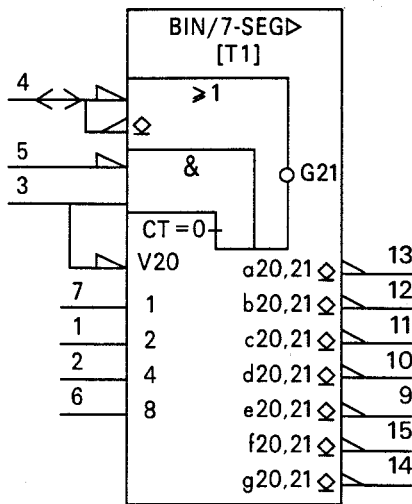 BIN/7-SEG▷
[T1]
4
≥1
◇
5
G21
&
3
CT=0
V20
13
a20,21 ◇
7
1
12
b20,21 ◇
1
2
11
c20,21 ◇
2
4
10
d20,21 ◇
6
8
9
e20,21 ◇
15
f20,21 ◇
14
g20,21 ◇